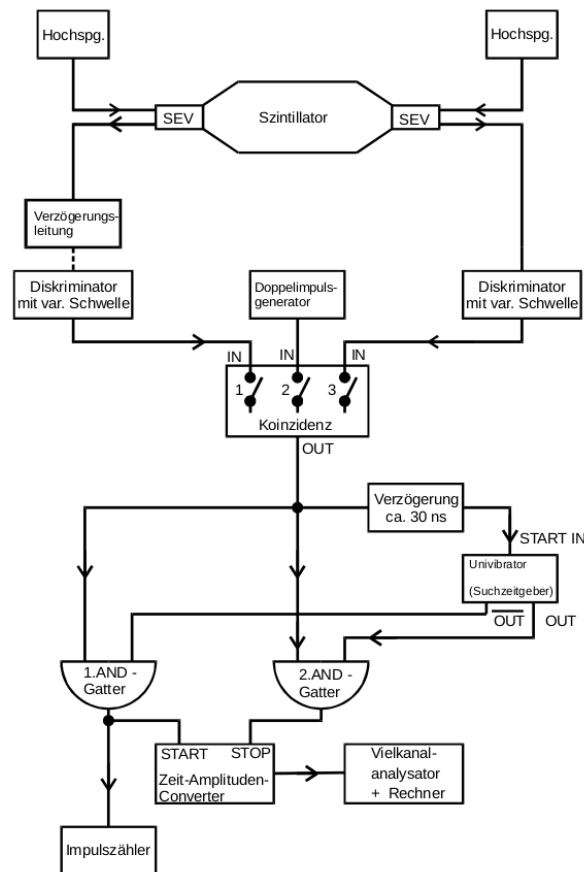 Hochspg.
Hochspg.
SEV
Szintillator
SEV
Verzögerungs-
leitung
Diskriminator
mit var. Schwelle
Doppelimpuls-
generator
Diskriminator
mit var. Schwelle
IN
IN
IN
1
2
3
Koinzidenz
OUT
Verzögerung
ca. 30 ns
START IN
Univibrator
(Suchzeitgeber)
OUT
OUT
1.AND -
Gatter
2.AND -
Gatter
START
STOP
Zeit-Amplituden-
Converter
Vielkanal-
analysator
+ Rechner
Impulszähler